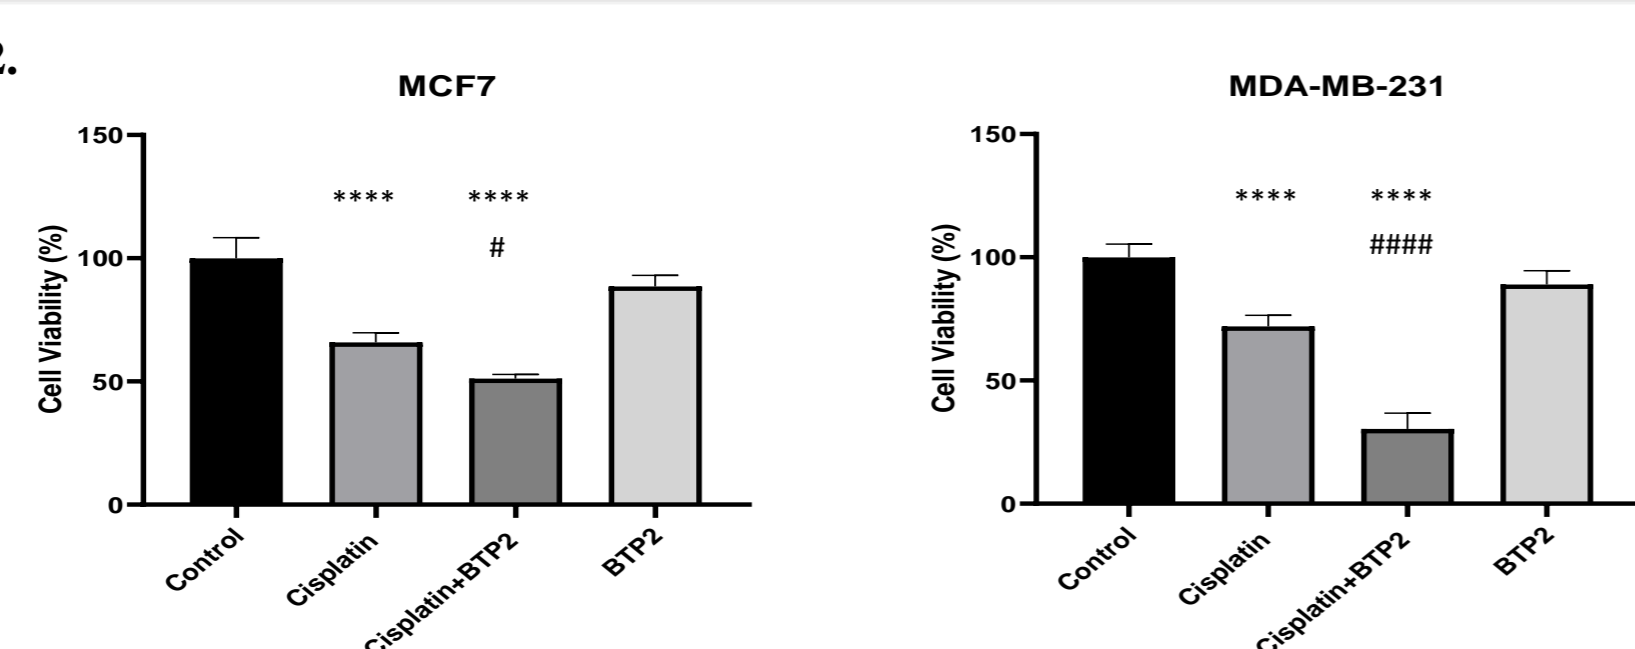 2.
MCF7
150
100
50
0
Cell Viability (%)
****
****
#
Control
Cisplatin
Cisplatin+BTP2
BTP2
MDA-MB-231
150
100
50
0
Cell Viability (%)
****
****
####
Control
Cisplatin
Cisplatin+BTP2
BTP2